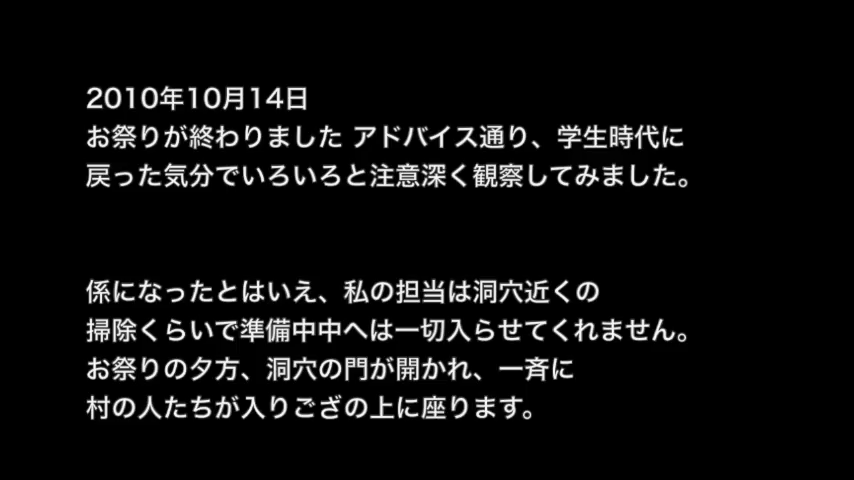 2010年10月14日
お祭りが終わりました アドバイス通り、学生時代に
戻った気分でいろいろと注意深く観察してみました。
係になったとはいえ、私の担当は洞穴近くの
掃除くらいで準備中中へは一切入らせてくれません。
お祭りの夕方、洞穴の門が開かれ、一斉に
村の人たちが入りござの上に座ります。